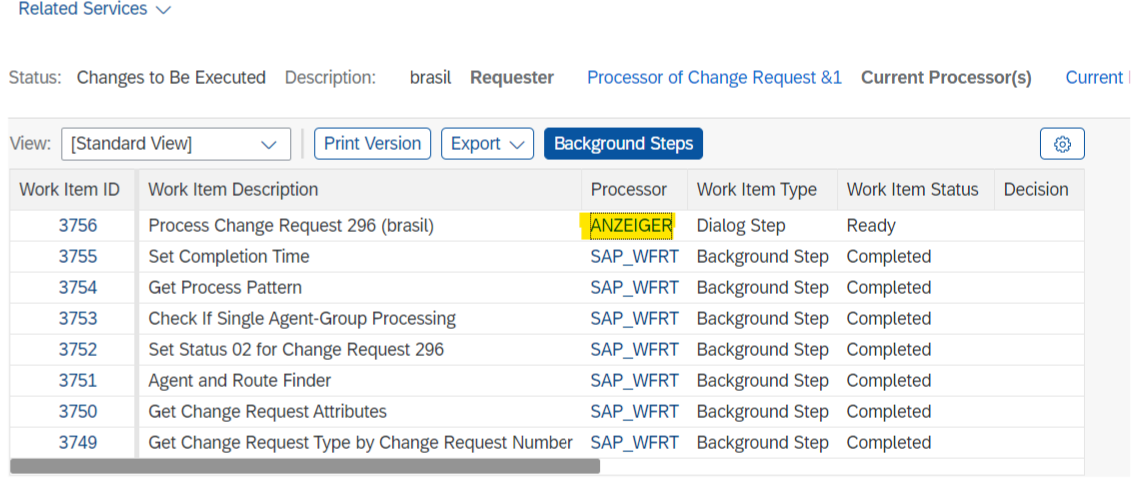 Related Services
Status: Changes to Be Executed Description: brasil Requester Processor of Change Request &1 Current Processor(s) Current
View: [Standard View] Print Version Export Background Steps
Work Item ID Work Item Description Processor Work Item Type Work Item Status Decision
3756 Process Change Request 296 (brasil) ANZEIGER Dialog Step Ready
3755 Set Completion Time SAP_WFRT Background Step Completed
3754 Get Process Pattern SAP_WFRT Background Step Completed
3753 Check If Single Agent-Group Processing SAP_WFRT Background Step Completed
3752 Set Status 02 for Change Request 296 SAP_WFRT Background Step Completed
3751 Agent and Route Finder SAP_WFRT Background Step Completed
3750 Get Change Request Attributes SAP_WFRT Background Step Completed
3749 Get Change Request Type by Change Request Number SAP_WFRT Background Step Completed